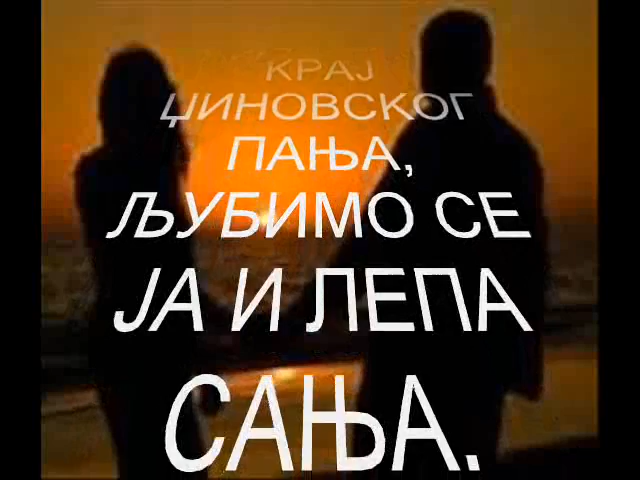 КРАЈ
ЏИНОВСКОГ
ПАЊА,
ЉУБИМО СЕ
ЈА И ЛЕПА
САЊА.